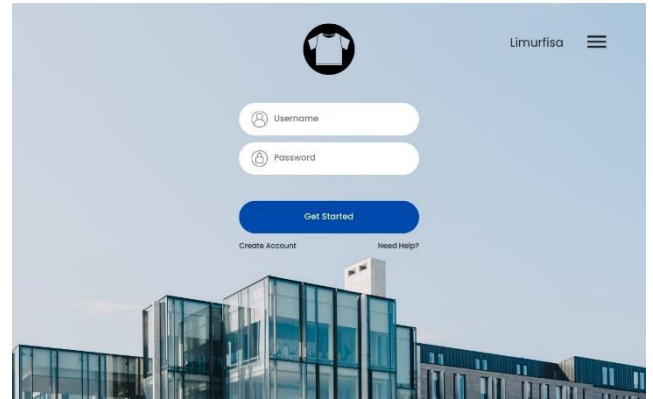 Limurfisa
Username
Password
Get Started
Create Account Need Help?